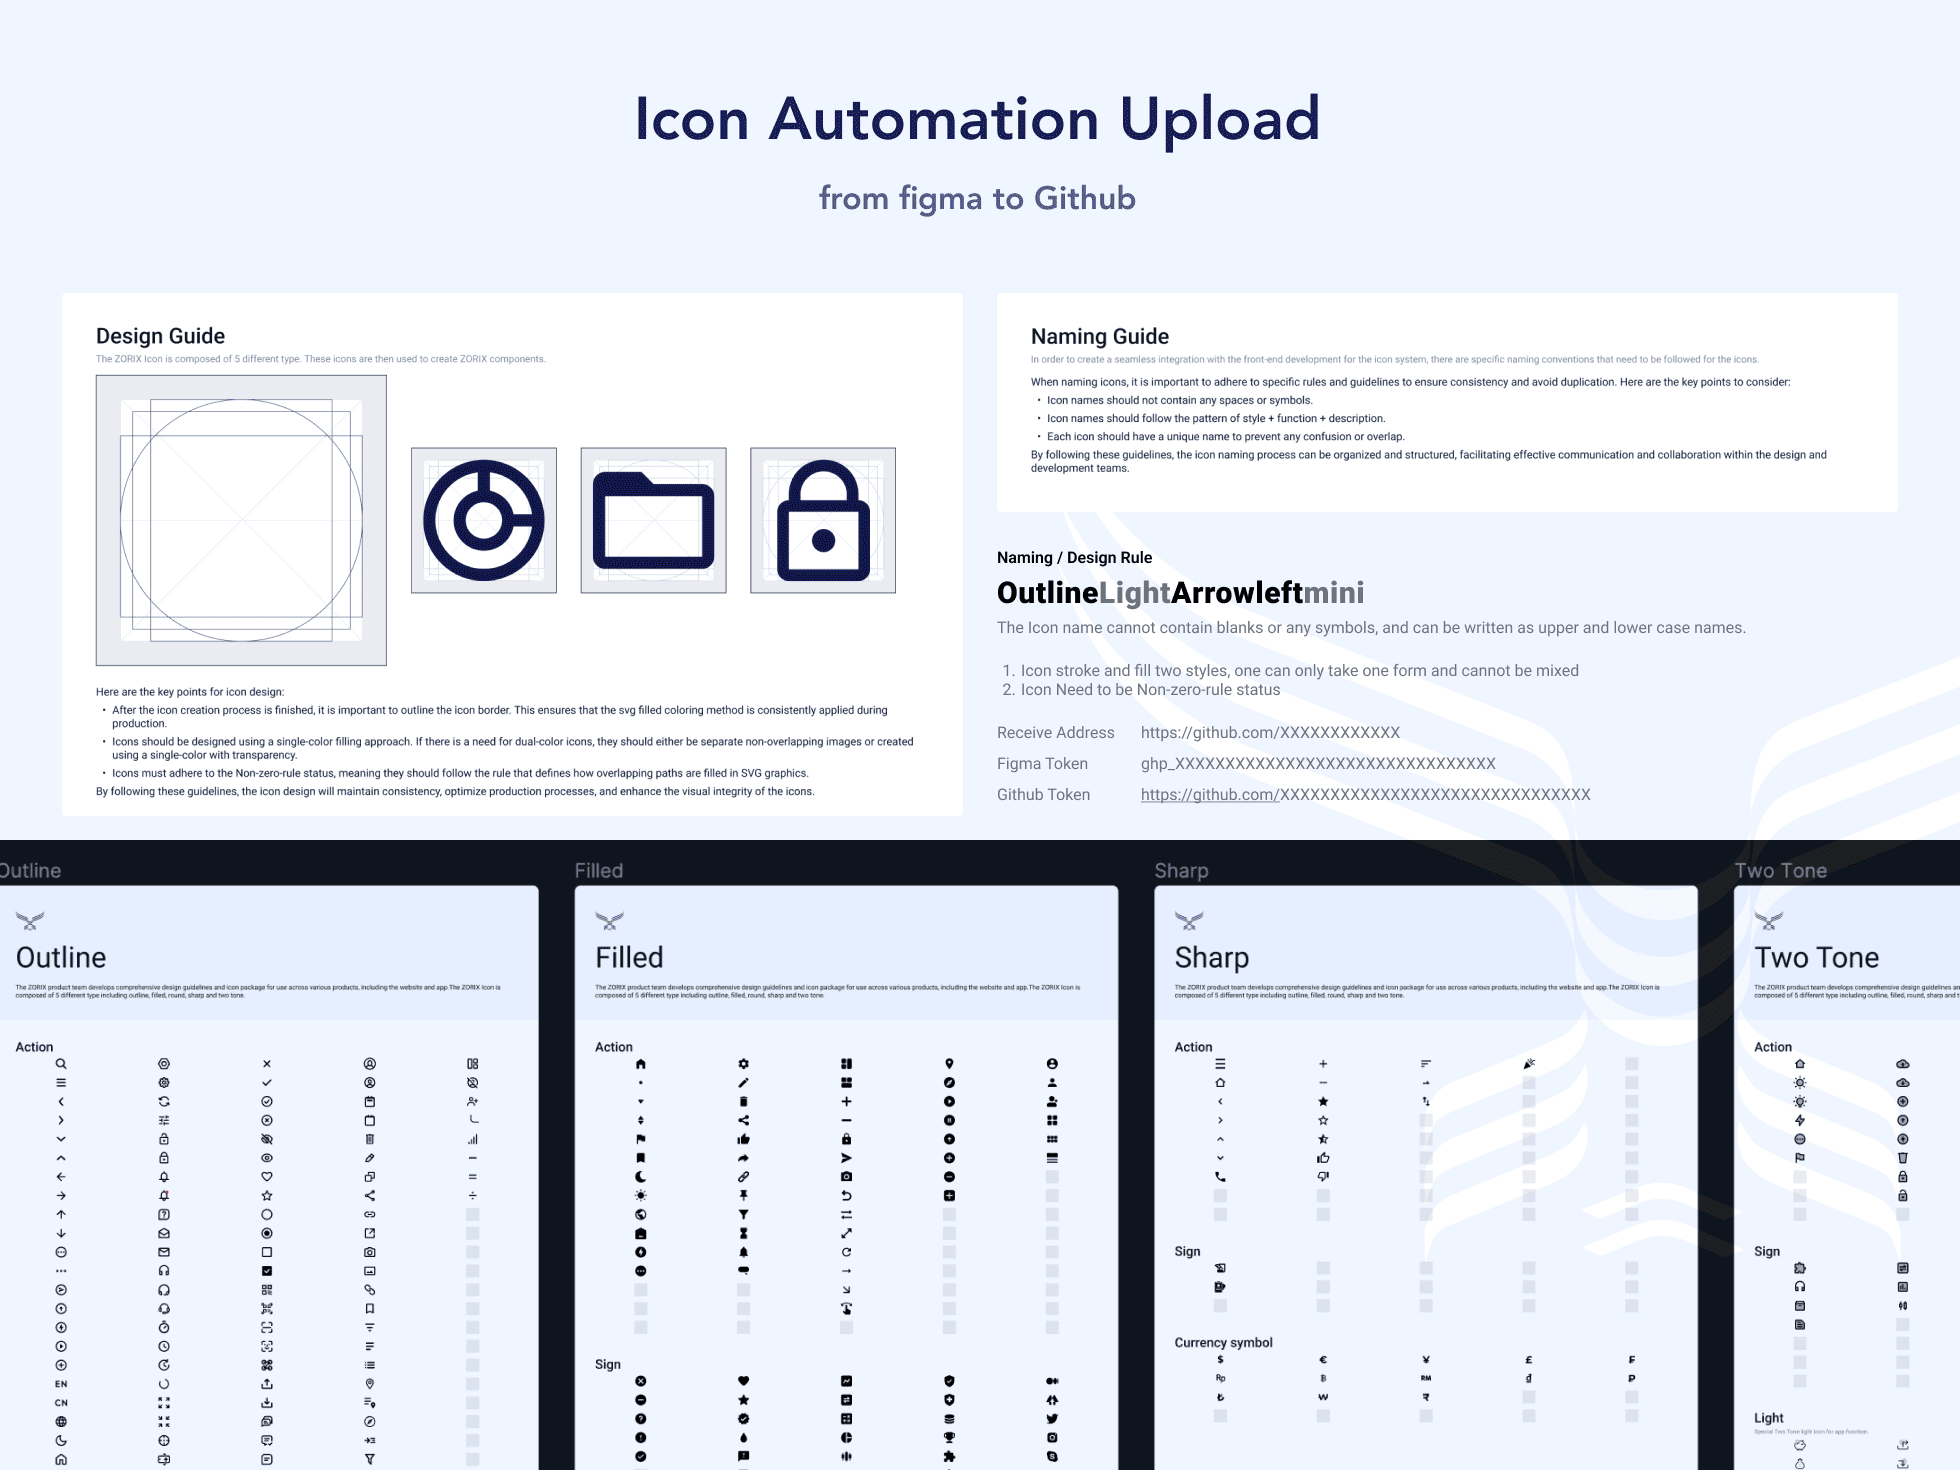 Icon Automation Upload
from figma to Github
Design Guide
The ZORIX Icon is composed of 5 different type. These icons are then used to create ZORIX components.
Here are the key points for icon design:
• After the icon creation process is finished, it is important to outline the icon border. This ensures that the svg filled coloring method is consistently applied during
production.
• Icons should be designed using a single-color filling approach. If there is a need for dual-color icons, they should either be separate non-overlapping images or created
using a single-color with transparency.
• Icons must adhere to the Non-zero-rule status, meaning they should follow the rule that defines how overlapping paths are filled in SVG graphics.
By following these guidelines, the icon design will maintain consistency, optimize production processes, and enhance the visual integrity of the icons.
Naming Guide
In order to create a seamless integration with the front-end development for the icon system, there are specific naming conventions that need to be followed for the icons.
When naming icons, it is important to adhere to specific rules and guidelines to ensure consistency and avoid duplication. Here are the key points to consider:
• Icon names should not contain any spaces or symbols.
• Icon names should follow the pattern of style + function + description.
• Each icon should have a unique name to prevent any confusion or overlap.
By following these guidelines, the icon naming process can be organized and structured, facilitating effective communication and collaboration within the design and
development teams.
Naming / Design Rule
OutlineLightArrowleftmini
The Icon name cannot contain blanks or any symbols, and can be written as upper and lower case names.
1. Icon stroke and fill two styles, one can only take one form and cannot be mixed
2. Icon Need to be Non-zero-rule status
Receive Address https://github.com/XXXXXXXXXXXX
Figma Token ghp_XXXXXXXXXXXXXXXXXXXXXXXXXXXXXXXX
Github Token https://github.com/XXXXXXXXXXXXXXXXXXXXXXXXXXXXXXX
Outline
Outline
The ZORIX product team develops comprehensive design guidelines and icon package for use across various products, including the website and app.The ZORIX Icon is
composed of 5 different type including outline, filled, round, sharp and two tone.
Action
EN
CN
Filled
Filled
The ZORIX product team develops comprehensive design guidelines and icon package for use across various products, including the website and app.The ZORIX Icon is
composed of 5 different type including outline, filled, round, sharp and two tone.
Action
Sign
Sharp
Sharp
The ZORIX product team develops comprehensive design guidelines and icon package for use across various products, including the website and app.The ZORIX Icon is
composed of 5 different type including outline, filled, round, sharp and two tone.
Action
Sign
Currency symbol
$ € ¥ £ ₣
Rp ฿ RM ₫ ₽
₺ ₩ ₹
Two Tone
Two Tone
The ZORIX product team develops comprehensive design guidelines an
composed of 5 different type including outline, filled, round, sharp and t
Action
Sign
Light
Special Two Tone light icon for app function